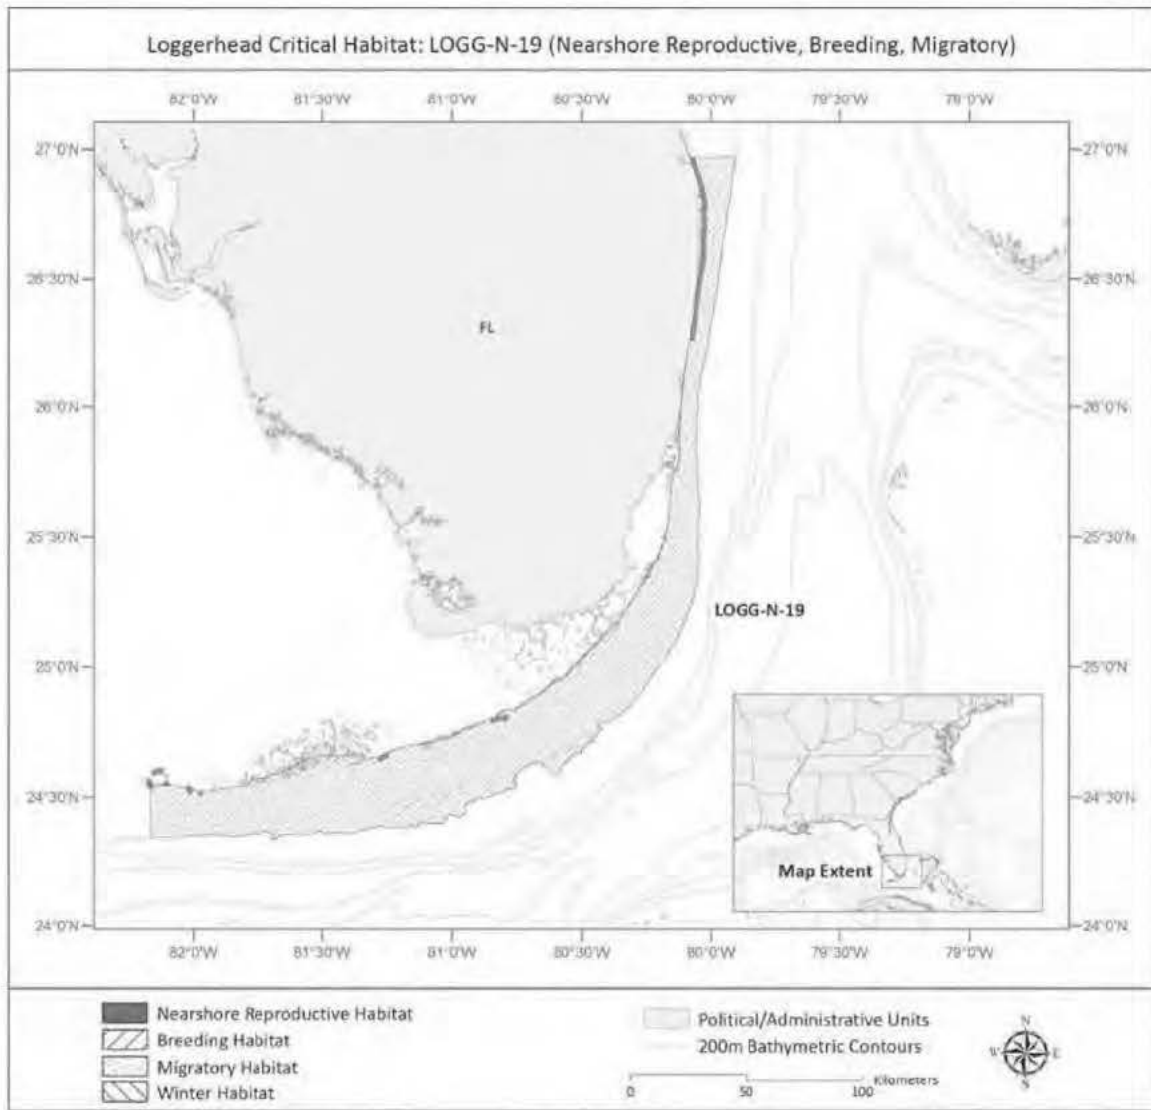 Loggerhead Critical Habitat: LOGG-N-19 (Nearshore Reproductive, Breeding, Migratory)
82°0'W 81°30'W 81°0'W 80°30'W 80°0'W 79°30'W 79°0'W
27°0'N 27°0'N
26°30'N 26°30'N
FL
26°0'N 26°0'N
25°30'N 25°30'N
LOGG-N-19
25°0'N 25°0'N
24°30'N 24°30'N
Map Extent
24°0'N 24°0'N
82°0'W 81°30'W 81°0'W 80°30'W 80°0'W 79°30'W 79°0'W
Nearshore Reproductive Habitat
Breeding Habitat
Migratory Habitat
Winter Habitat
Political/Administrative Units
200m Bathymetric Contours
Kilometers
0 50 100
N
W E
S